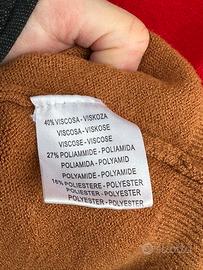 40% VISCOSA - VISKOZA
VISCOSA - VISKOSE
VISCOSE - VISCOSE
27% POLIAMMIDE - POLIAMIDA
POLIAMIDA - POLYAMID
POLYAMIDE - POLYAMIDE
16% POLIESTERE - POLYESTER
POLIESTER - POLYESTER
POLYESTER - POLYESTER